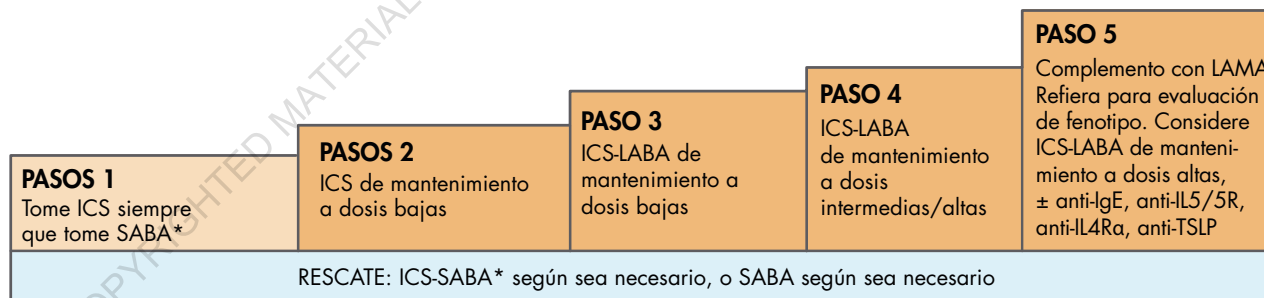 PASOS 1
Tome ICS siempre
que tome SABA*
PASOS 2
ICS de mantenimiento
a dosis bajas
PASO 3
ICS-LABA de
mantenimiento a
dosis bajas
PASO 4
ICS-LABA
de mantenimiento
a dosis
intermedias/altas
PASO 5
Complemento con LAMA
Refiera para evaluación
de fenotipo. Considere
ICS-LABA de manteni-
miento a dosis altas,
± anti-IgE, anti-IL5/5R,
anti-IL4Rα, anti-TSLP
RESCATE: ICS-SABA* según sea necesario, o SABA según sea necesario
COPYRIGHTED MATERIAL